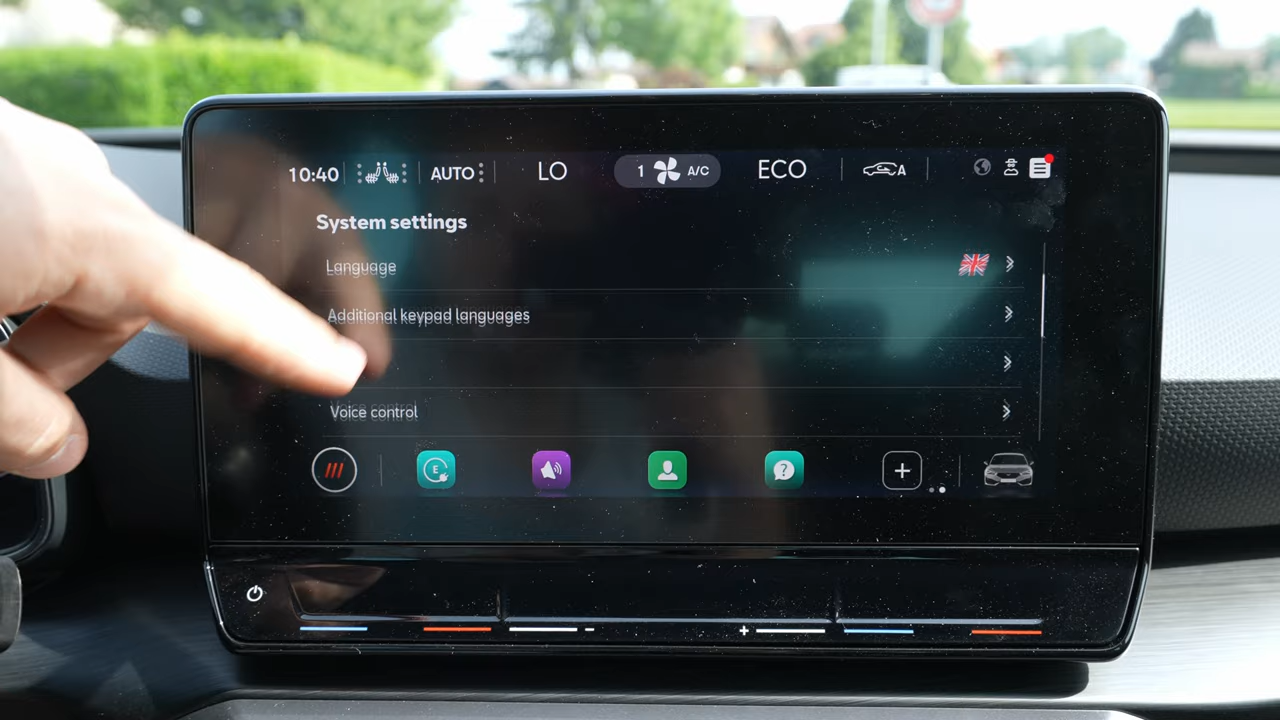 10:40 AUTO LO 1 A/C ECO A
System settings
Language
Additional keypad languages
Voice control
E ? +
- +